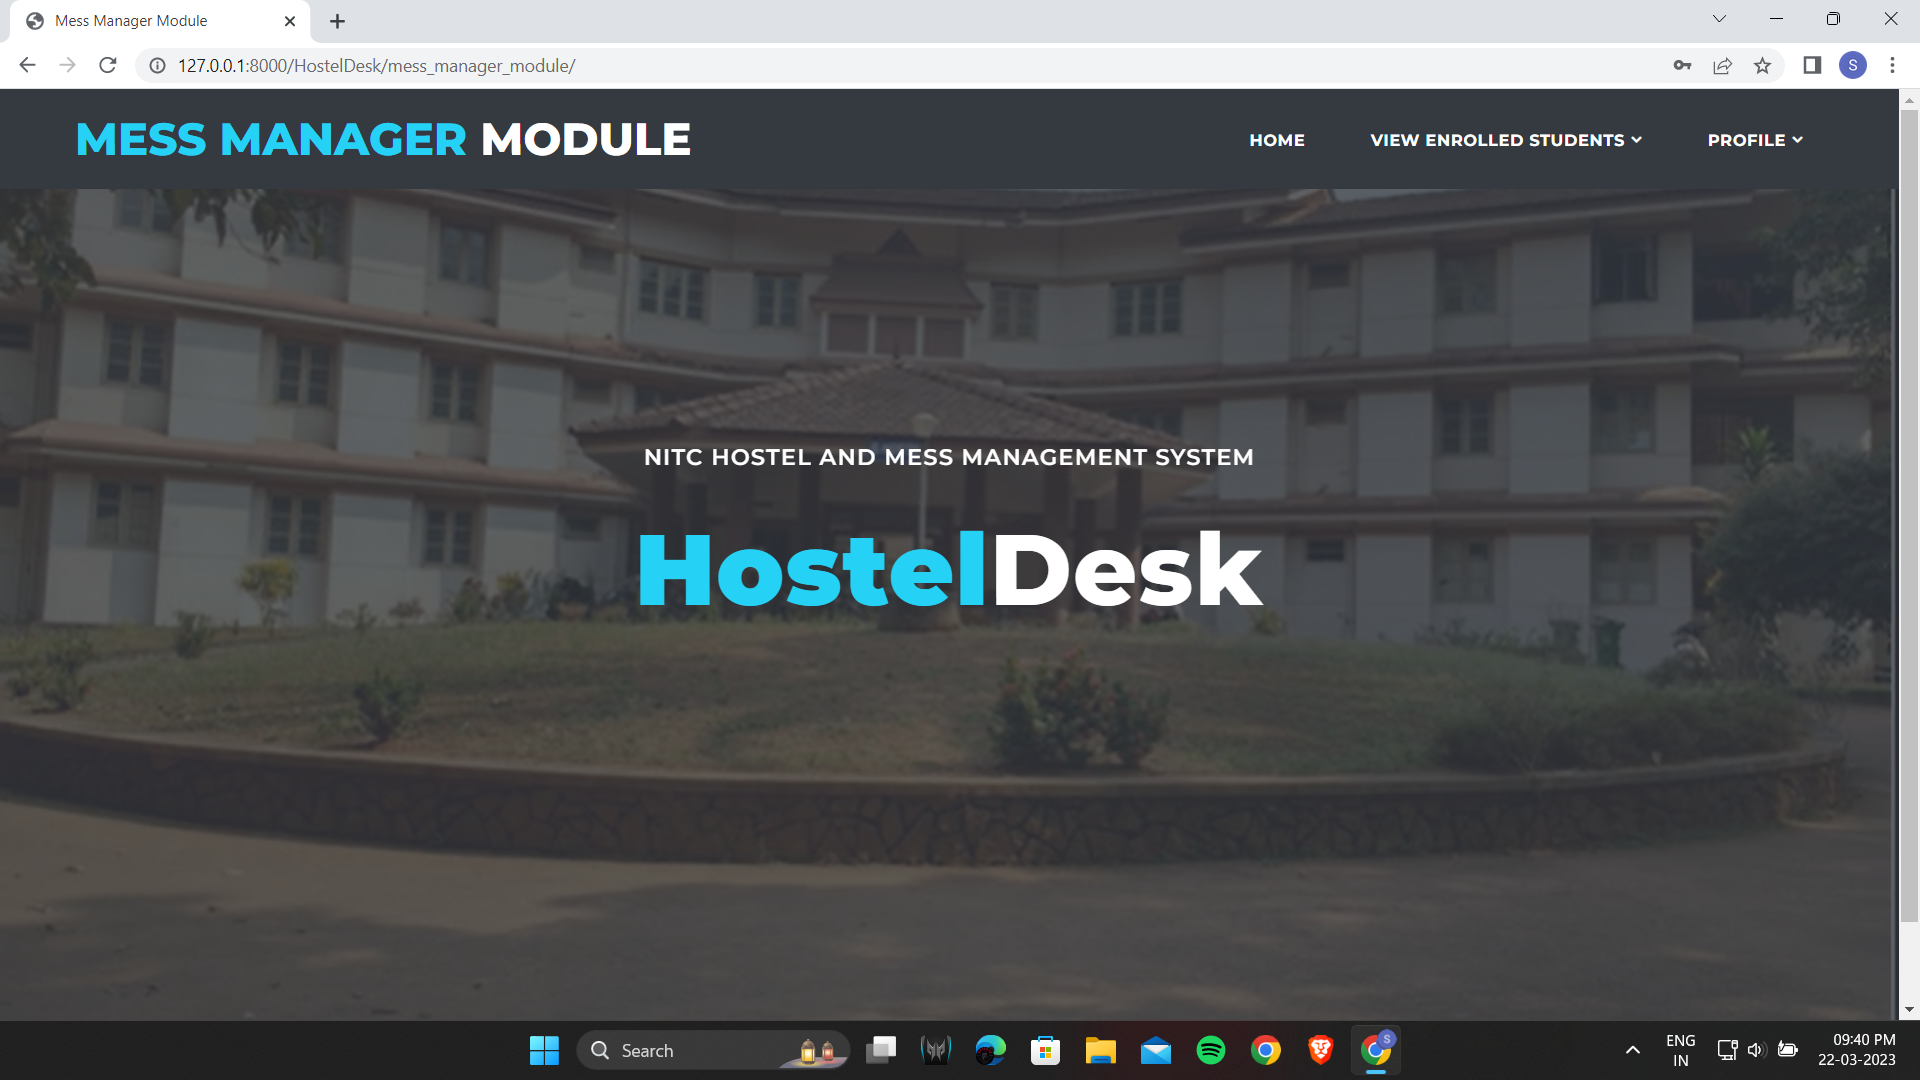 Mess Manager Module
127.0.0.1:8000/HostelDesk/mess_manager_module/
S
MESS MANAGER MODULE
HOME
VIEW ENROLLED STUDENTS
PROFILE
NITC HOSTEL AND MESS MANAGEMENT SYSTEM
HostelDesk
Search
S
ENG
IN
09:40 PM
22-03-2023